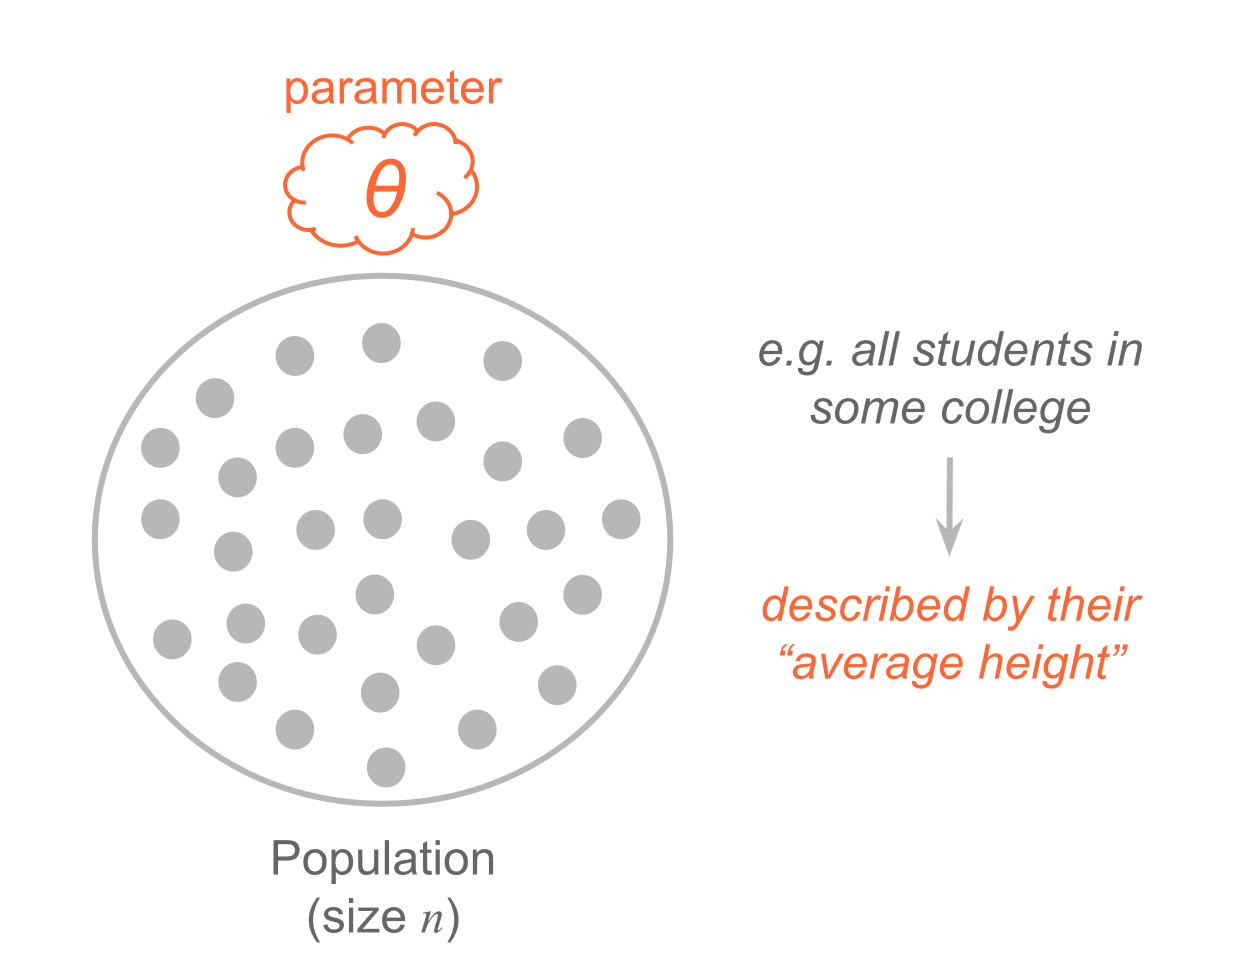 parameter
θ
e.g. all students in
some college
described by their
“average height”
Population
(size n)